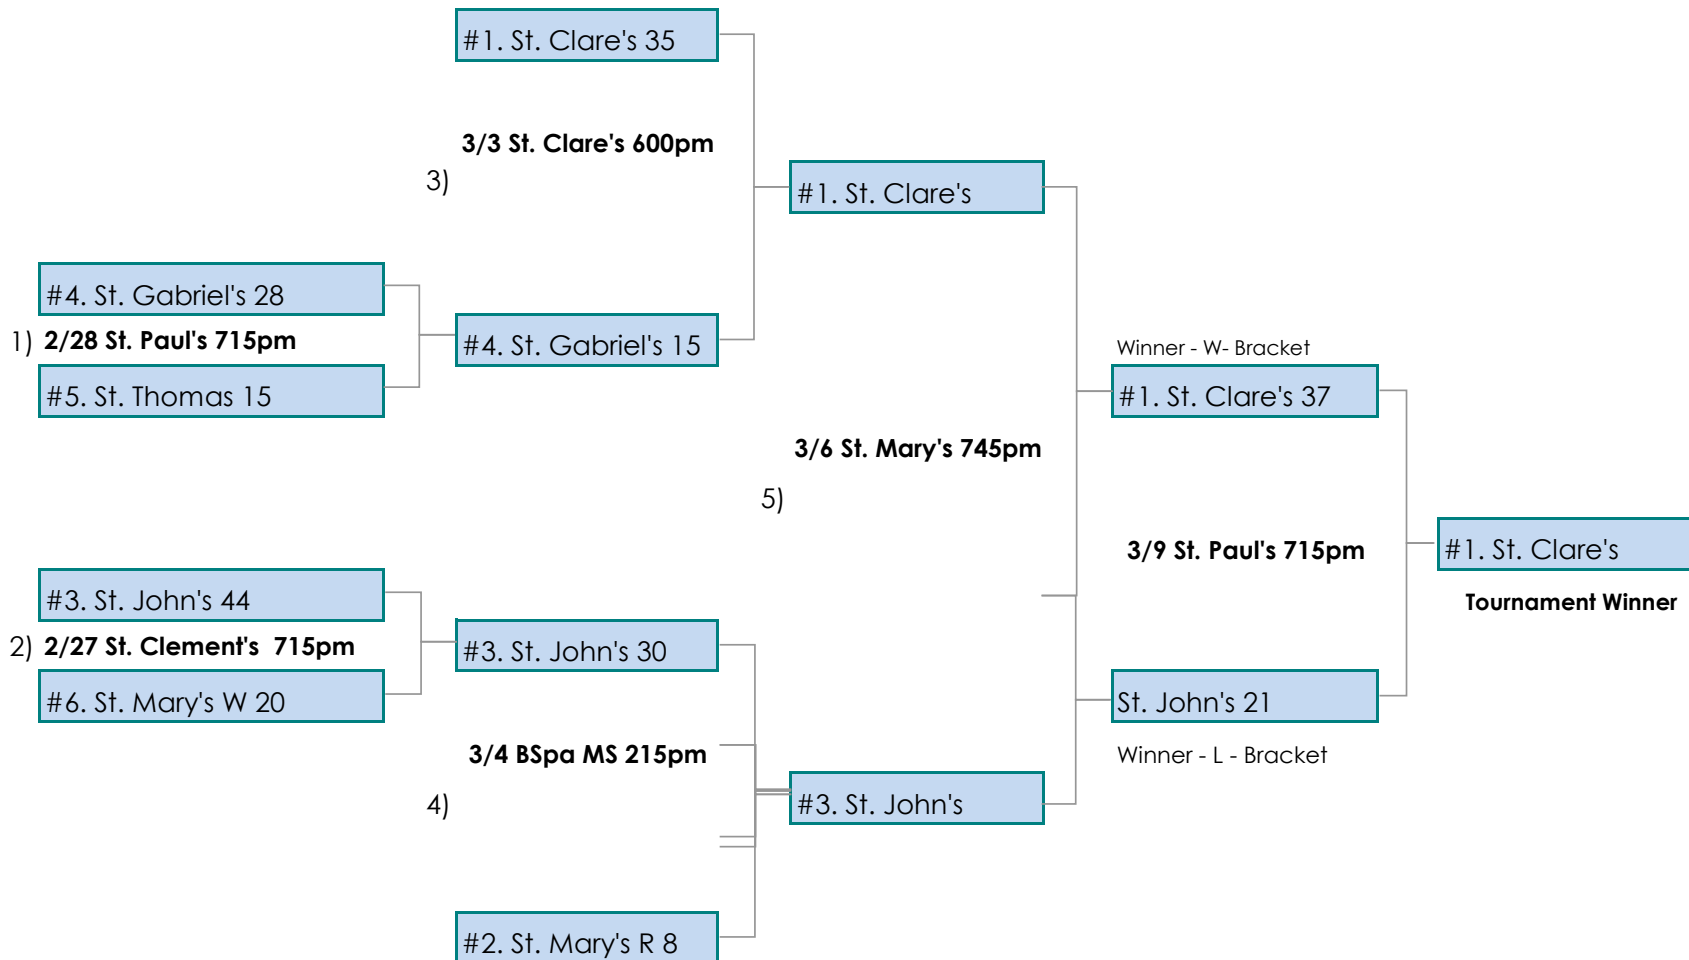 #1. St. Clare's 35
3/3 St. Clare's 600pm
3)
#1. St. Clare's
#4. St. Gabriel's 28
1) 2/28 St. Paul's 715pm
#4. St. Gabriel's 15
#5. St. Thomas 15
Winner - W- Bracket
#1. St. Clare's 37
3/6 St. Mary's 745pm
5)
3/9 St. Paul's 715pm
#1. St. Clare's
Tournament Winner
#3. St. John's 44
2) 2/27 St. Clement's  715pm
#3. St. John's 30
#6. St. Mary's W 20
St. John's 21
Winner - L - Bracket
3/4 BSpa MS 215pm
4)
#3. St. John's
#2. St. Mary's R 8